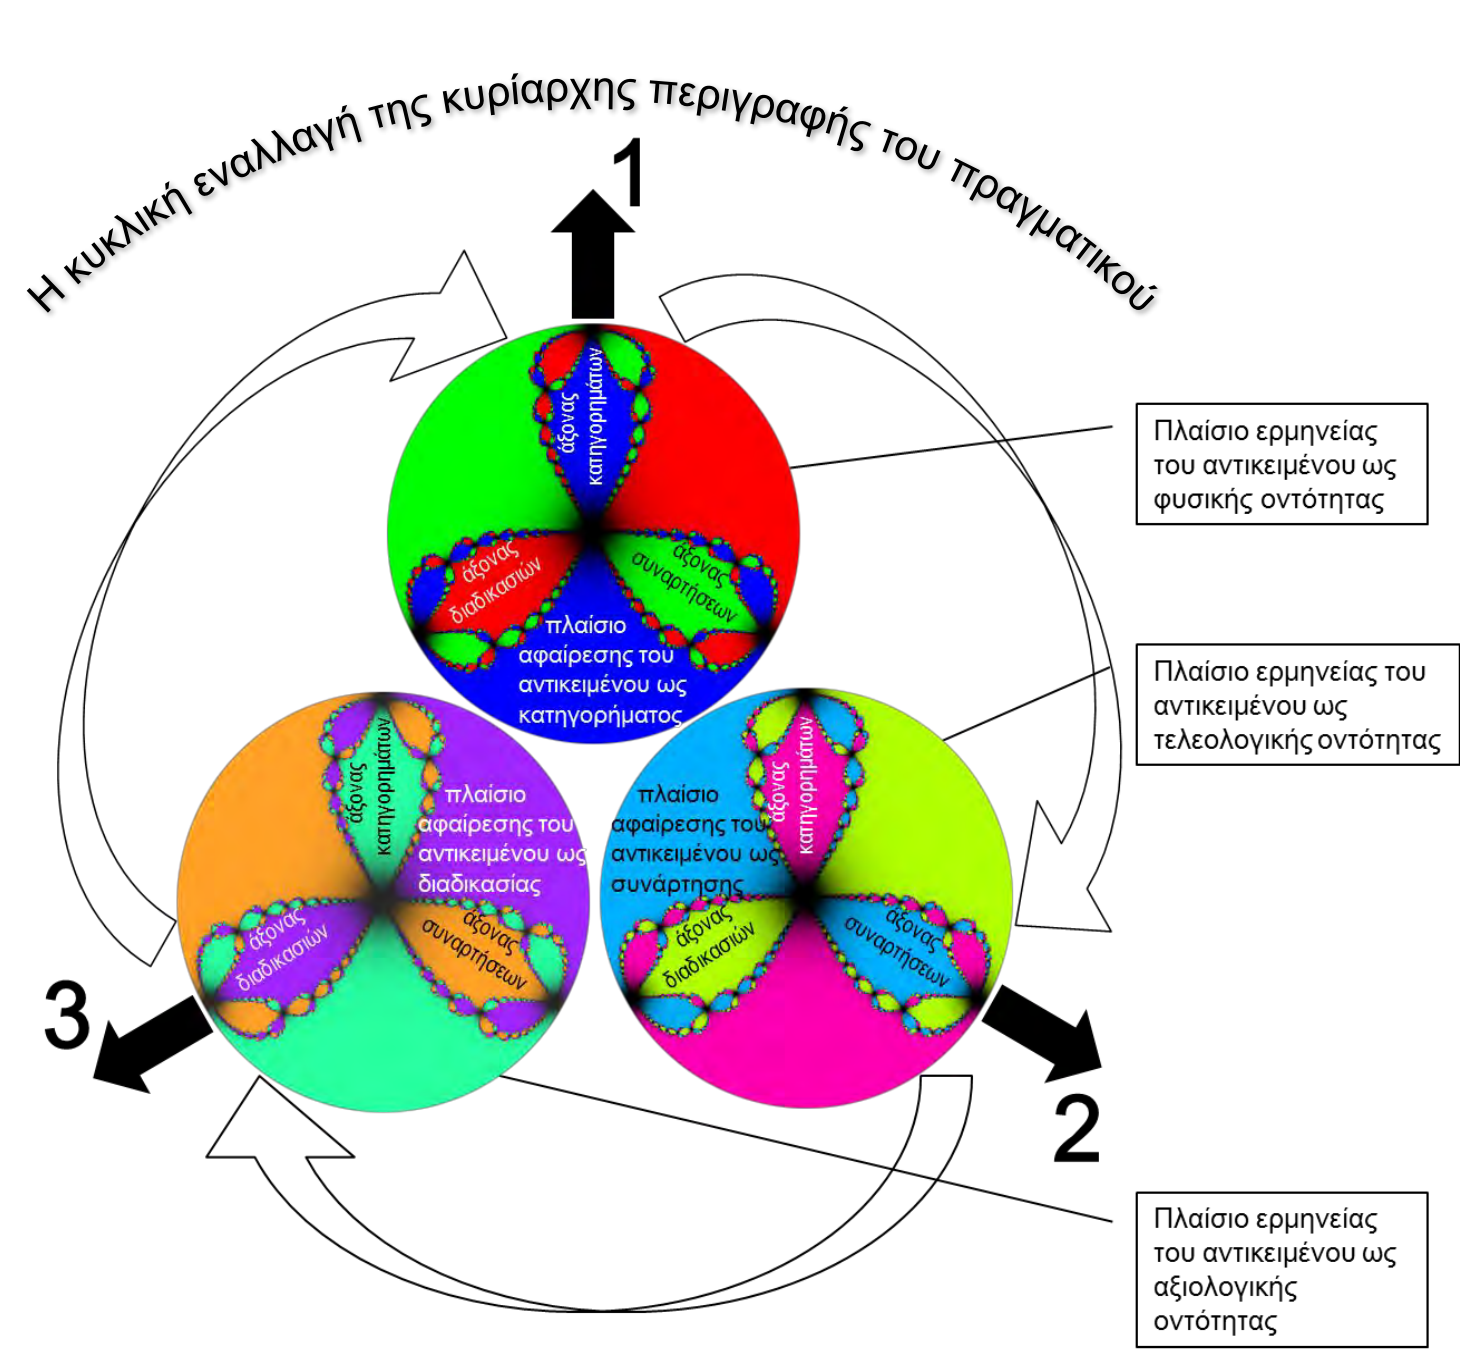 Η κυκλική εναλλαγή της κυρίαρχης περιγραφής του πραγματικού
1
άξονας
κατηγορημάτων
άξονας
διαδικασιών
άξονας
συναρτήσεων
πλαίσιο
αφαίρεσης του
αντικειμένου ως
κατηγορήματος
Πλαίσιο ερμηνείας
του αντικειμένου ως
φυσικής οντότητας
Πλαίσιο ερμηνείας του
αντικειμένου ως
τελεολογικής οντότητας
άξονας
κατηγορημάτων
πλαίσιο
αφαίρεσης του
αντικειμένου ως
διαδικασίας
άξονας
διαδικασιών
άξονας
συναρτήσεων
3
πλαίσιο
αφαίρεσης του
αντικειμένου ως
συνάρτησης
άξονας
κατηγορημάτων
άξονας
διαδικασιών
άξονας
συναρτήσεων
2
Πλαίσιο ερμηνείας
του αντικειμένου ως
αξιολογικής
οντότητας